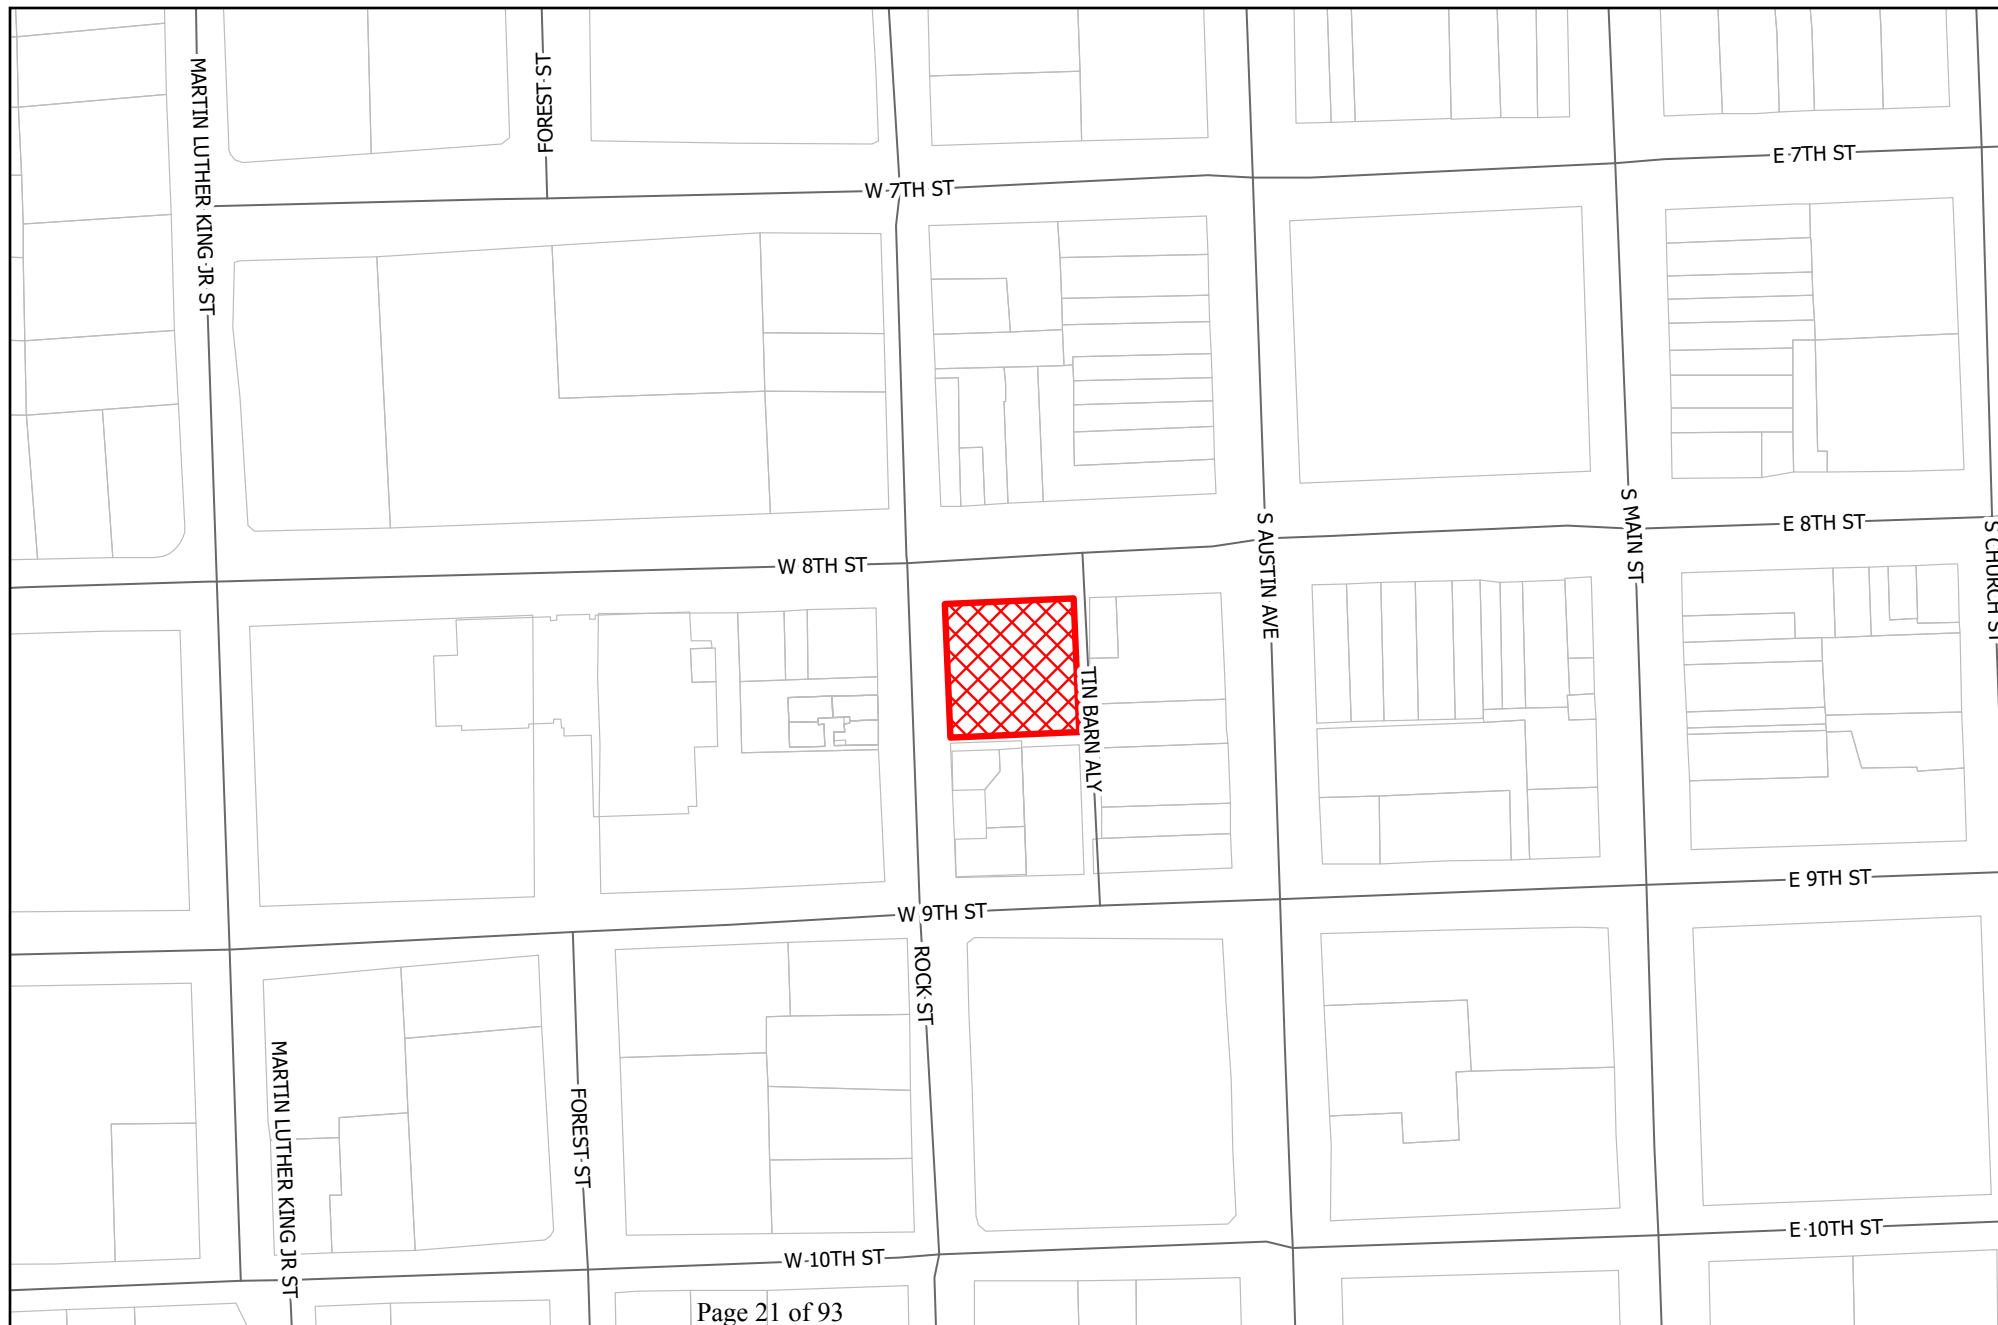 MARTIN LUTHER KING JR ST
FOREST ST
W 7TH ST
E 7TH ST
W 8TH ST
S AUSTIN AVE
S MAIN ST
E 8TH ST
S CHURCH ST
TIN BARN ALY
W 9TH ST
E 9TH ST
ROCK ST
MARTIN LUTHER KING JR ST
FOREST ST
W 10TH ST
E 10TH ST
Page 21 of 93